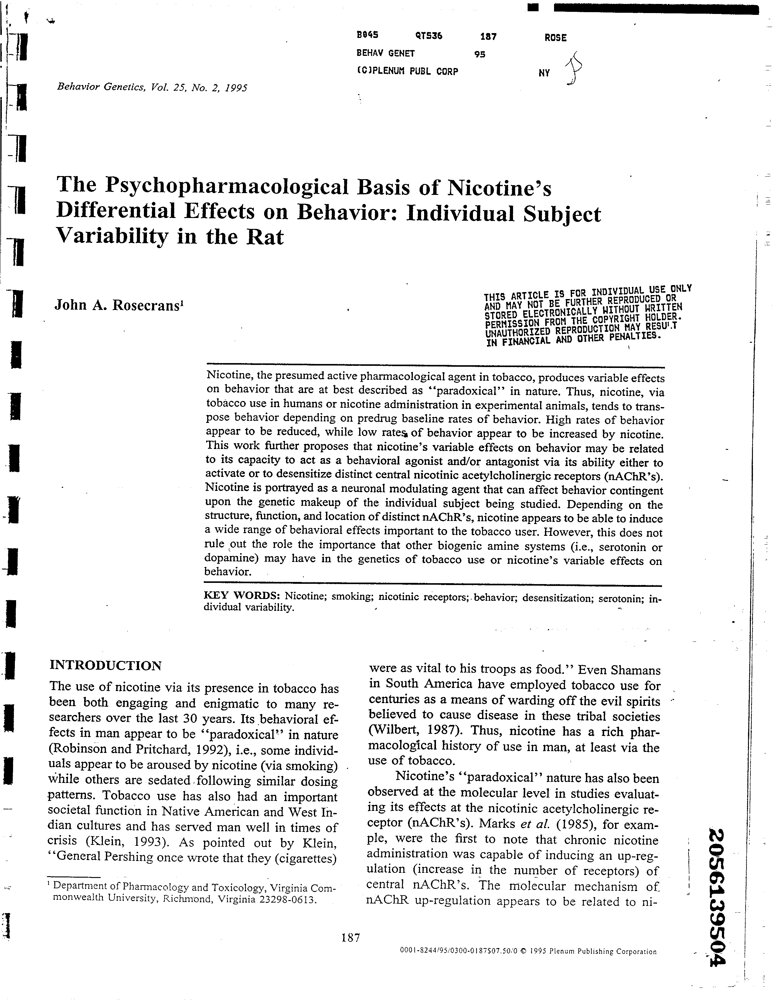 B045 QT536 187 ROSE
BEHAV GENET 95
(C)PLENUM PUBL CORP NY
Behavior Genetics, Vol. 25, No. 2, 1995
The Psychopharmacological Basis of Nicotine's
Differential Effects on Behavior: Individual Subject
Variability in the Rat
John A. Rosecrans¹
THIS ARTICLE IS FOR INDIVIDUAL USE ONLY
AND MAY NOT BE FURTHER REPRODUCED OR
STORED ELECTRONICALLY WITHOUT WRITTEN
PERMISSION FROM THE COPYRIGHT HOLDER.
UNAUTHORIZED REPRODUCTION MAY RESULT
IN FINANCIAL AND OTHER PENALTIES.
Nicotine, the presumed active pharmacological agent in tobacco, produces variable effects
on behavior that are at best described as ‘‘paradoxical’’ in nature. Thus, nicotine, via
tobacco use in humans or nicotine administration in experimental animals, tends to trans-
pose behavior depending on predrug baseline rates of behavior. High rates of behavior
appear to be reduced, while low rates of behavior appear to be increased by nicotine.
This work further proposes that nicotine's variable effects on behavior may be related
to its capacity to act as a behavioral agonist and/or antagonist via its ability either to
activate or to desensitize distinct central nicotinic acetylcholinergic receptors (nAChR's).
Nicotine is portrayed as a neuronal modulating agent that can affect behavior contingent
upon the genetic makeup of the individual subject being studied. Depending on the
structure, function, and location of distinct nAChR's, nicotine appears to be able to induce
a wide range of behavioral effects important to the tobacco user. However, this does not
rule out the role the importance that other biogenic amine systems (i.e., serotonin or
dopamine) may have in the genetics of tobacco use or nicotine's variable effects on
behavior.
KEY WORDS: Nicotine; smoking; nicotinic receptors; behavior; desensitization; serotonin; in-
dividual variability.
INTRODUCTION
The use of nicotine via its presence in tobacco has
been both engaging and enigmatic to many re-
searchers over the last 30 years. Its behavioral ef-
fects in man appear to be ‘‘paradoxical’’ in nature
(Robinson and Pritchard, 1992), i.e., some individ-
uals appear to be aroused by nicotine (via smoking)
while others are sedated following similar dosing
patterns. Tobacco use has also had an important
societal function in Native American and West In-
dian cultures and has served man well in times of
crisis (Klein, 1993). As pointed out by Klein,
‘‘General Pershing once wrote that they (cigarettes)
¹ Department of Pharmacology and Toxicology, Virginia Com-
monwealth University, Richmond, Virginia 23298-0613.
were as vital to his troops as food.’’ Even Shamans
in South America have employed tobacco use for
centuries as a means of warding off the evil spirits
believed to cause disease in these tribal societies
(Wilbert, 1987). Thus, nicotine has a rich phar-
macological history of use in man, at least via the
use of tobacco.
Nicotine's ‘‘paradoxical’’ nature has also been
observed at the molecular level in studies evaluat-
ing its effects at the nicotinic acetylcholinergic re-
ceptor (nAChR's). Marks et al. (1985), for exam-
ple, were the first to note that chronic nicotine
administration was capable of inducing an up-reg-
ulation (increase in the number of receptors) of
central nAChR's. The molecular mechanism of
nAChR up-regulation appears to be related to ni-
187
0001-8244/95/0300-0187$07.50/0 © 1995 Plenum Publishing Corporation
2056139504